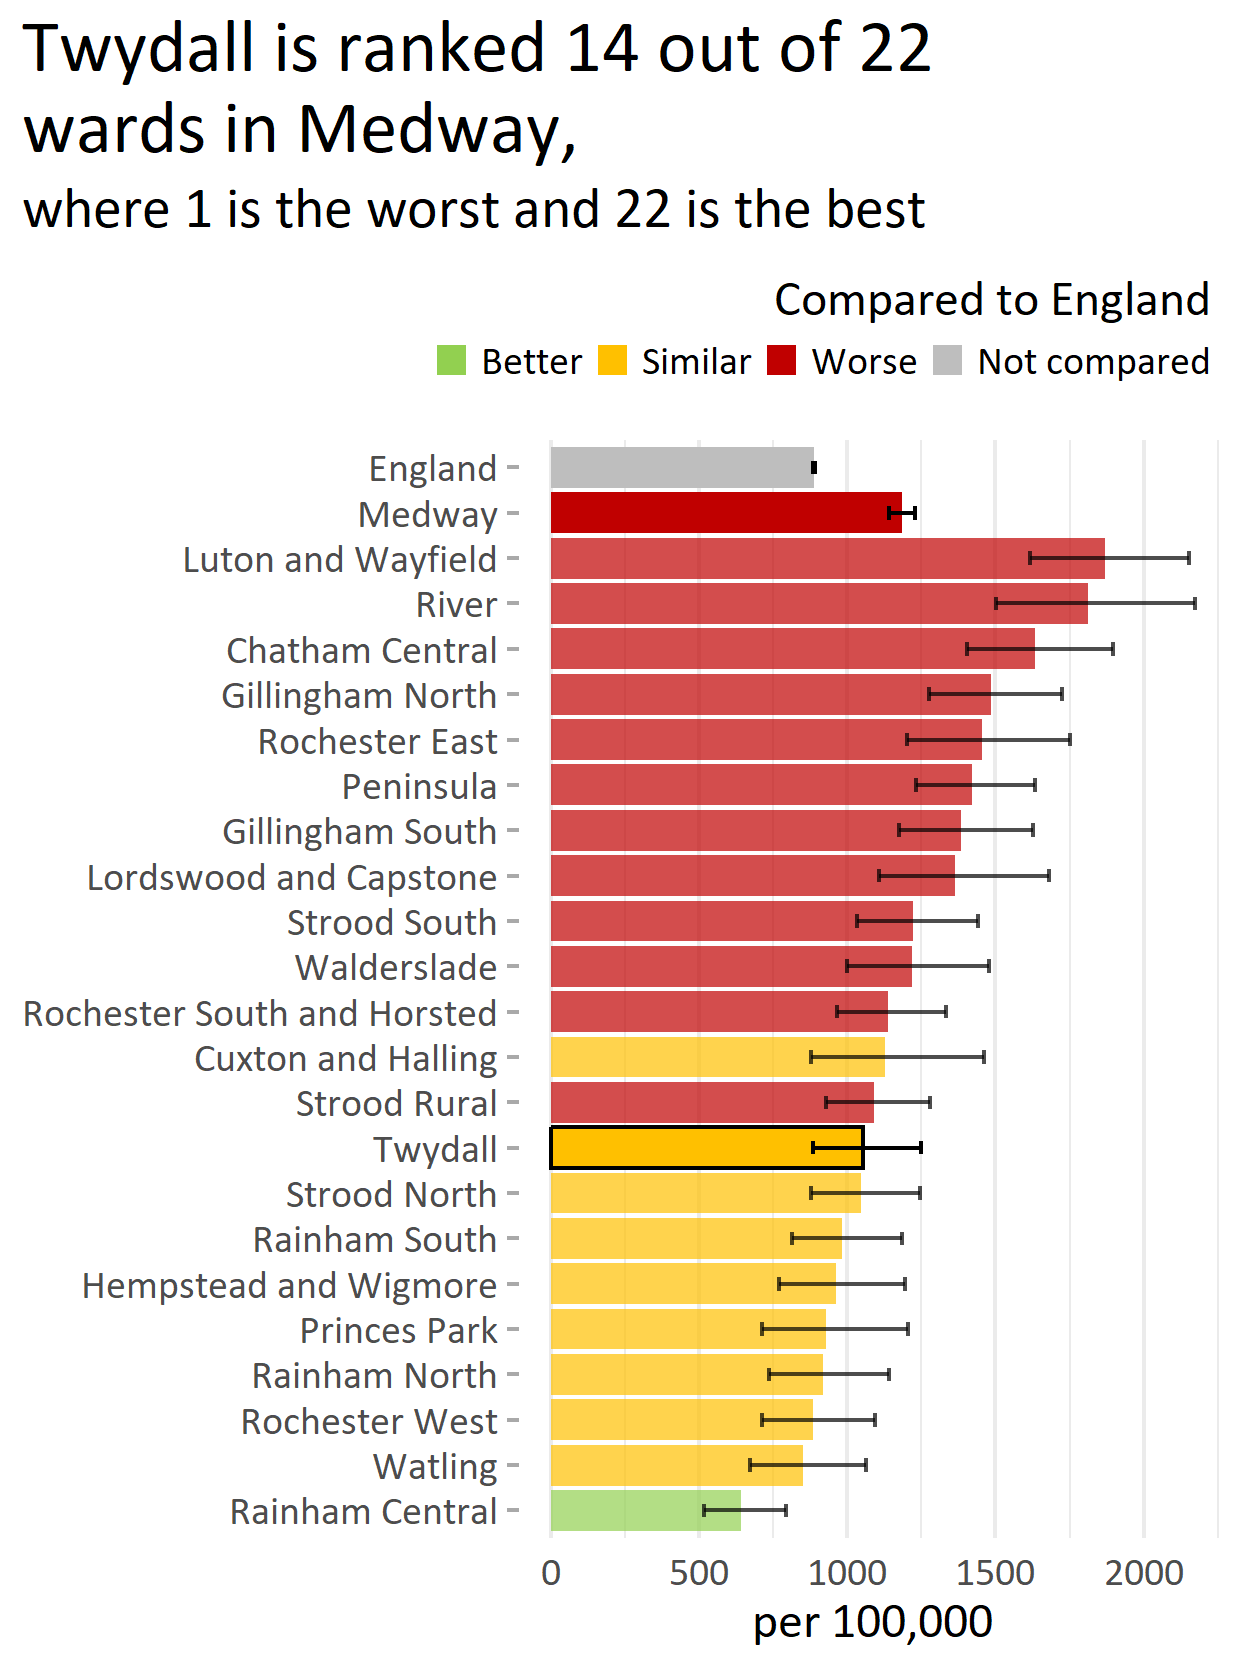 Twydall is ranked 14 out of 22
wards in Medway,
where 1 is the worst and 22 is the best
Compared to England
Better Similar Worse Not compared
England
Medway
Luton and Wayfield
River
Chatham Central
Gillingham North
Rochester East
Peninsula
Gillingham South
Lordswood and Capstone
Strood South
Walderslade
Rochester South and Horsted
Cuxton and Halling
Strood Rural
Twydall
Strood North
Rainham South
Hempstead and Wigmore
Princes Park
Rainham North
Rochester West
Watling
Rainham Central
0 500 1000 1500 2000
per 100,000